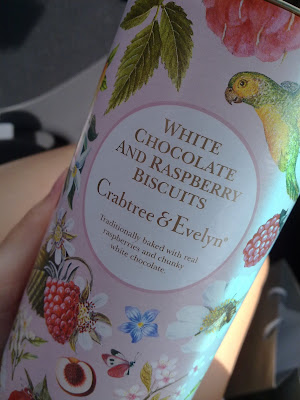 WHITE
CHOCOLATE
AND RASPBERRY
BISCUITS
Crabtree & Evelyn®
Traditionally baked with real
raspberries and chunky
white chocolate.